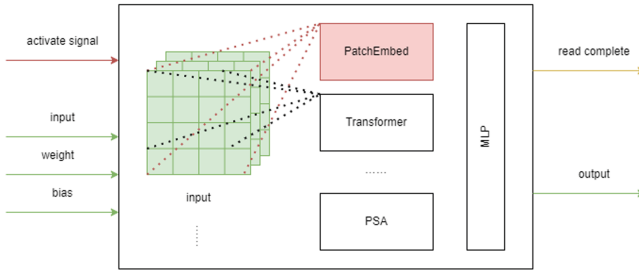 activate signal
input
weight
bias
input
PatchEmbed
Transformer
......
PSA
MLP
read complete
output